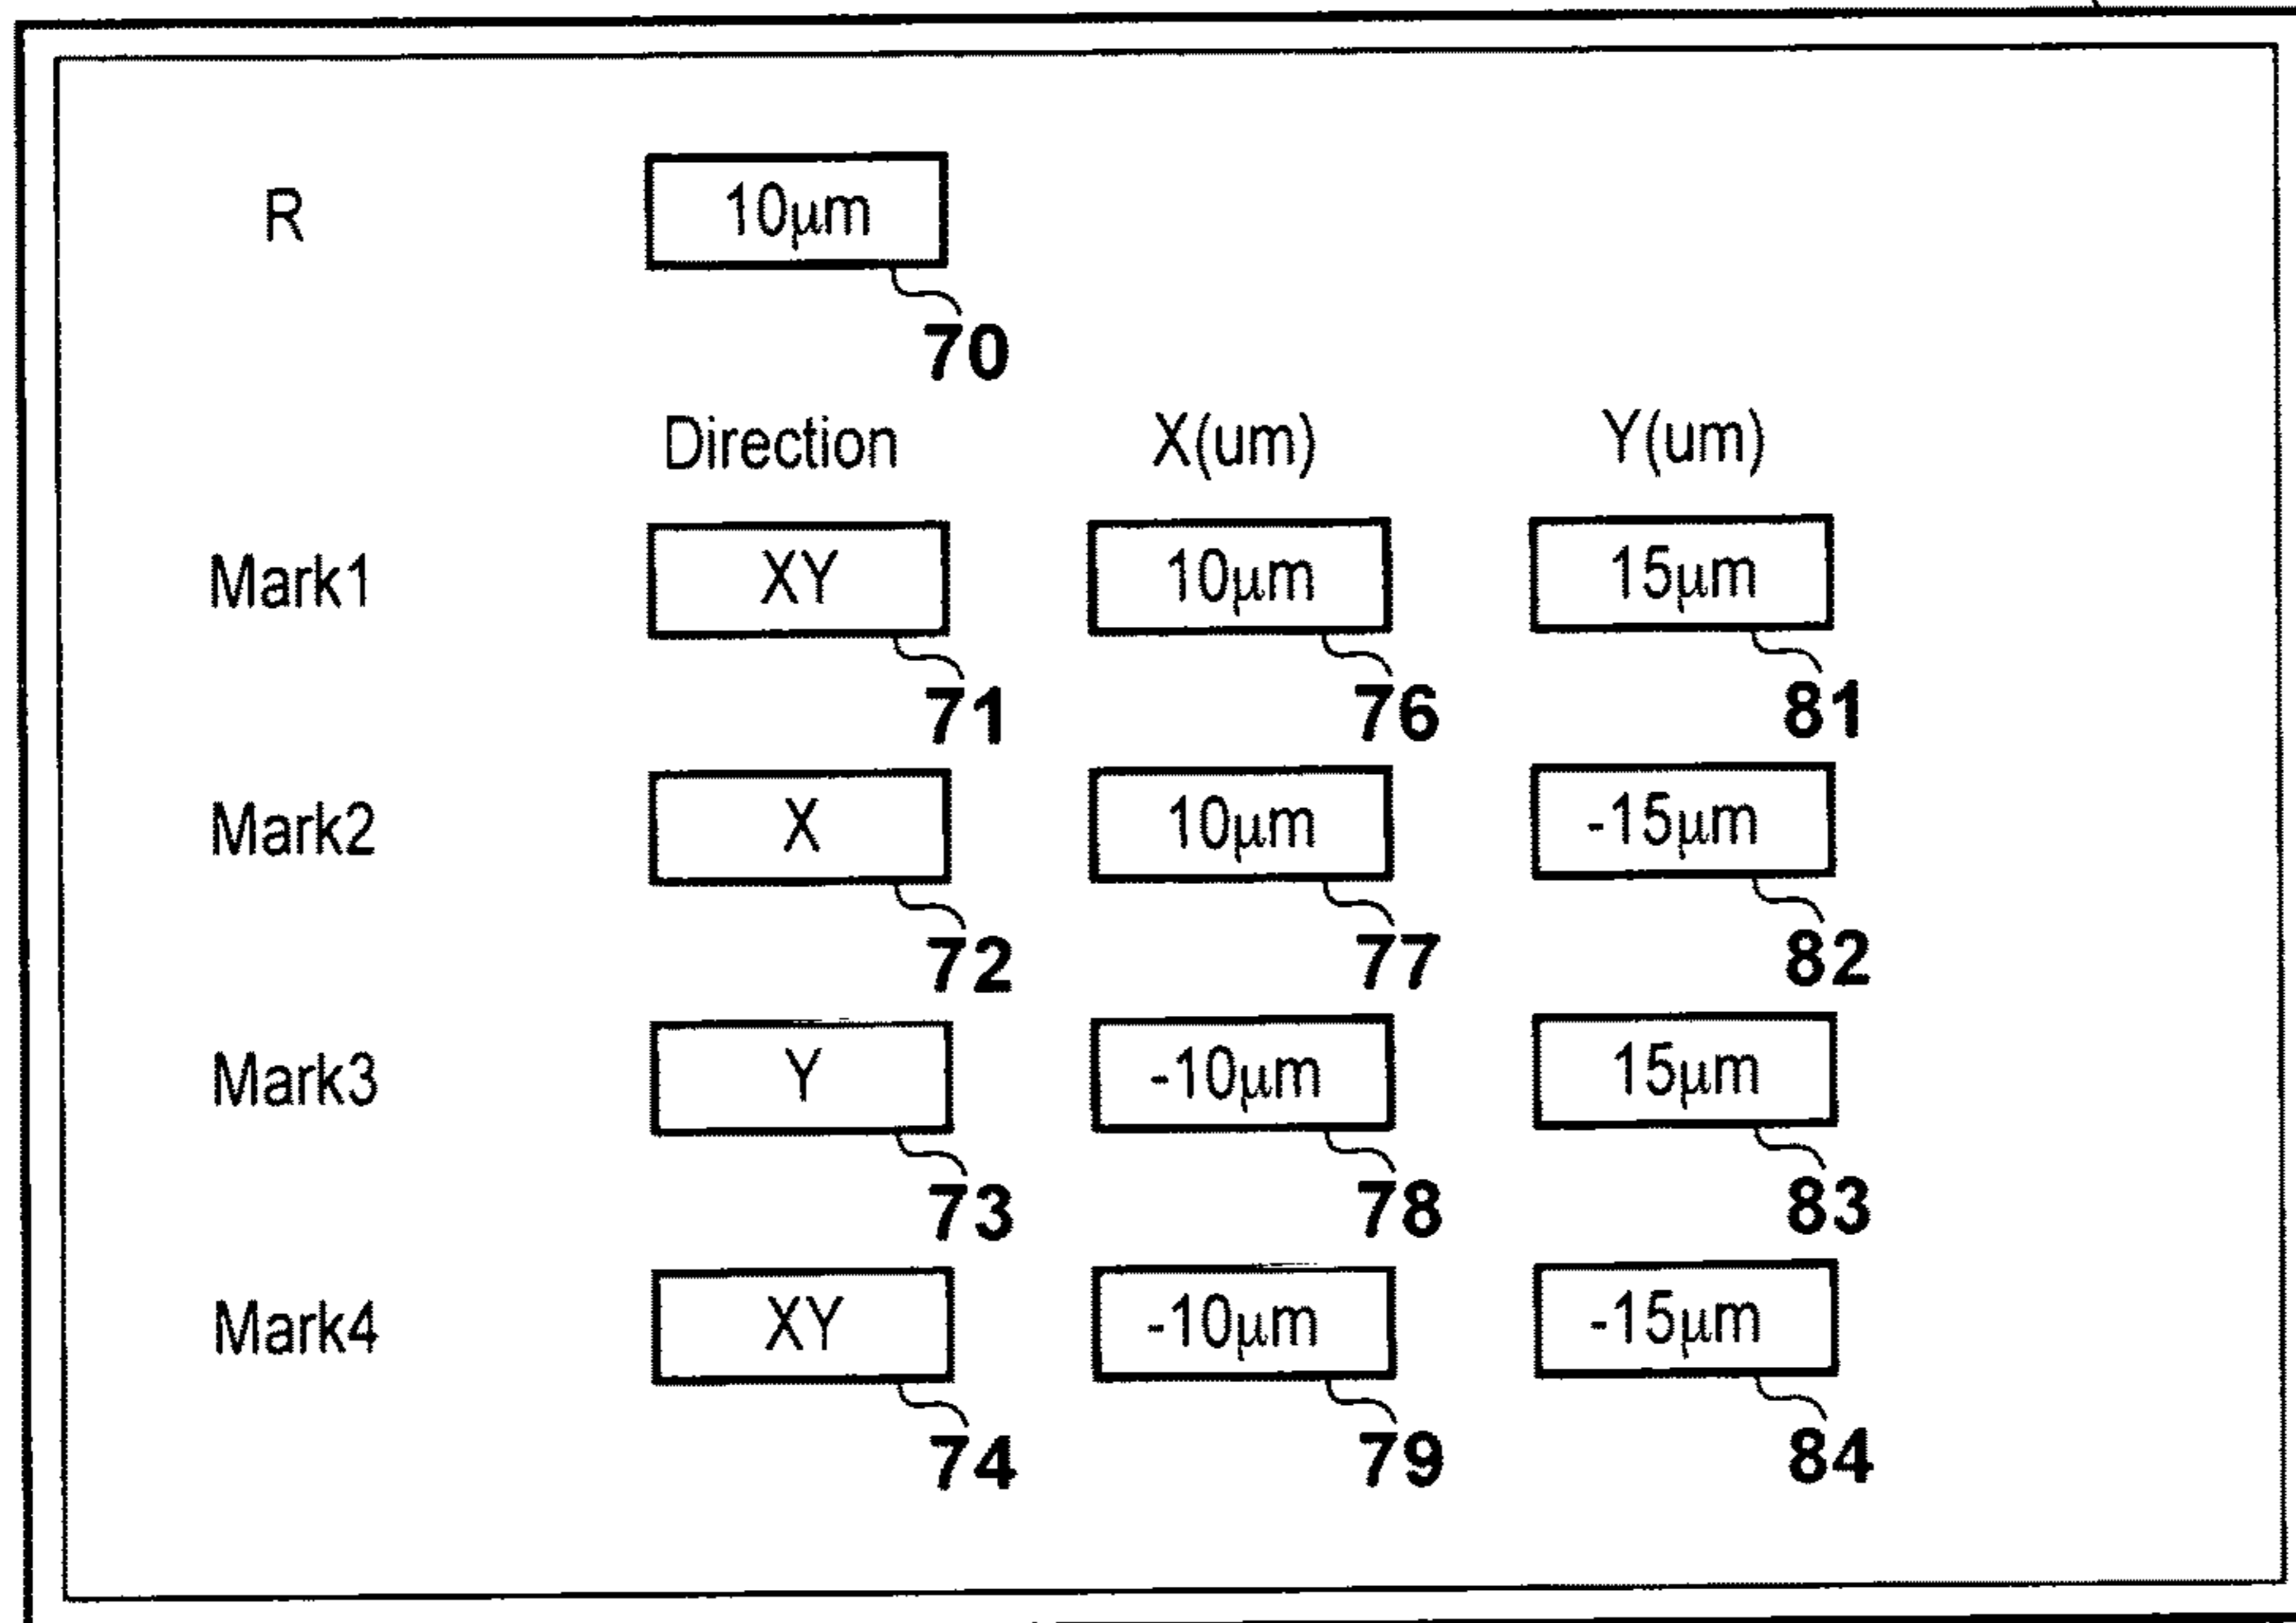 R 10μm
70
Direction X(um) Y(um)
Mark1 XY 10μm 15μm
71 76 81
Mark2 X 10μm -15μm
72 77 82
Mark3 Y -10μm 15μm
73 78 83
Mark4 XY -10μm -15μm
74 79 84